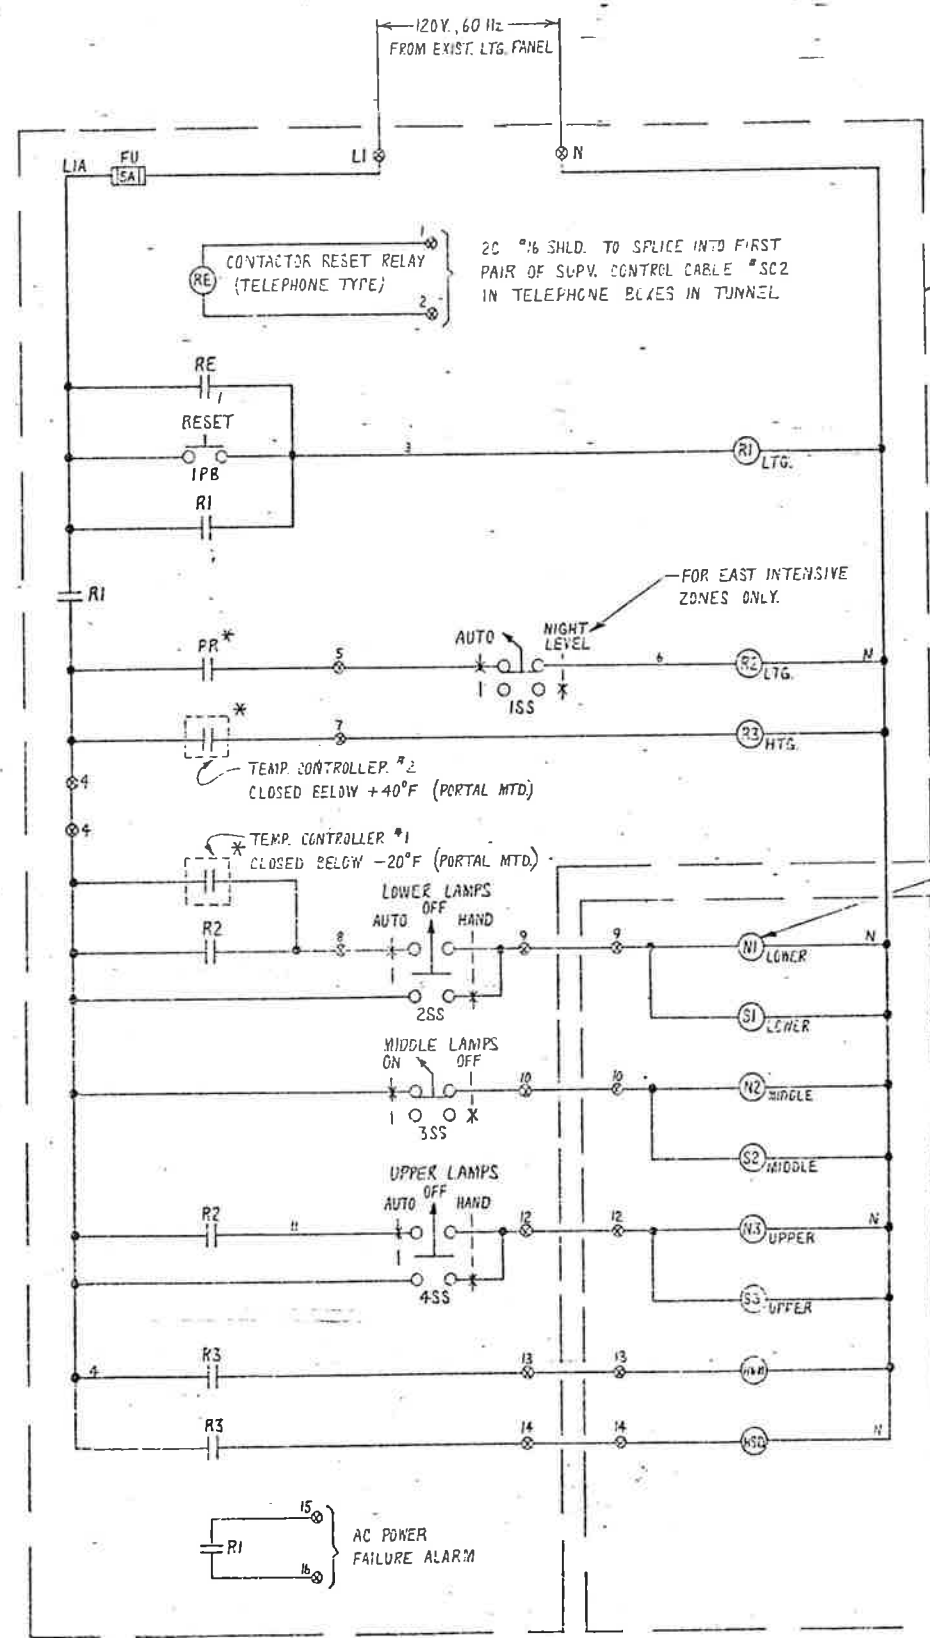 120V., 60 Hz
FROM EXIST. LTG. PANEL
L1
N
L1A
FU
5A
1
CONTACTOR RESET RELAY
(TELEPHONE TYPE)
RE
2
2C #16 SHLD. TO SPLICE INTO FIRST
PAIR OF SUPV. CONTROL CABLE #SC2
IN TELEPHONE BOXES IN TUNNEL
RE
1
RESET
1PB
3
R1
LTG.
R1
R1
FOR EAST INTENSIVE
ZONES ONLY.
PR*
5
AUTO
NIGHT
LEVEL
6
R2
LTG.
N
1SS
*
7
R3
HTG.
TEMP. CONTROLLER #2
CLOSED BELOW +40°F (PORTAL MTD.)
4
4
TEMP. CONTROLLER #1
* CLOSED BELOW -20°F (PORTAL MTD.)
LOWER LAMPS
OFF
AUTO
HAND
R2
8
9
9
N1
LOWER
N
2SS
S1
LOWER
MIDDLE LAMPS
ON
OFF
10
10
N2
MIDDLE
3SS
S2
MIDDLE
UPPER LAMPS
OFF
AUTO
HAND
R2
11
12
12
N3
UPPER
N
4SS
S3
UPPER
4
R3
13
13
R3
14
14
N
15
R1
16
AC POWER
FAILURE ALARM